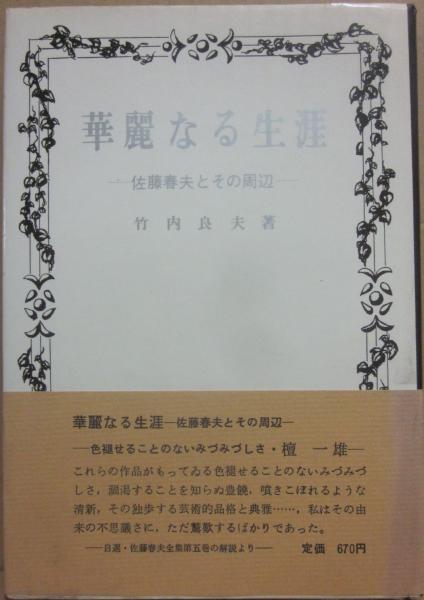 華麗なる生涯
―佐藤春夫とその周辺―
竹内良夫著
華麗なる生涯―佐藤春夫とその周辺―
―色褪せることのないみづみづしさ・檀 一雄―
これらの作品がもってゐる色褪せることのないみづみづ
しさ，涸渇することを知らぬ豊饒，噴きこぼれるような
清新，その独歩する芸術的品格と典雅……，私はその由
来の不思議さに，ただ驚歎するばかりであった。
―自選・佐藤春夫全集第五巻の解説より―
定価 670円